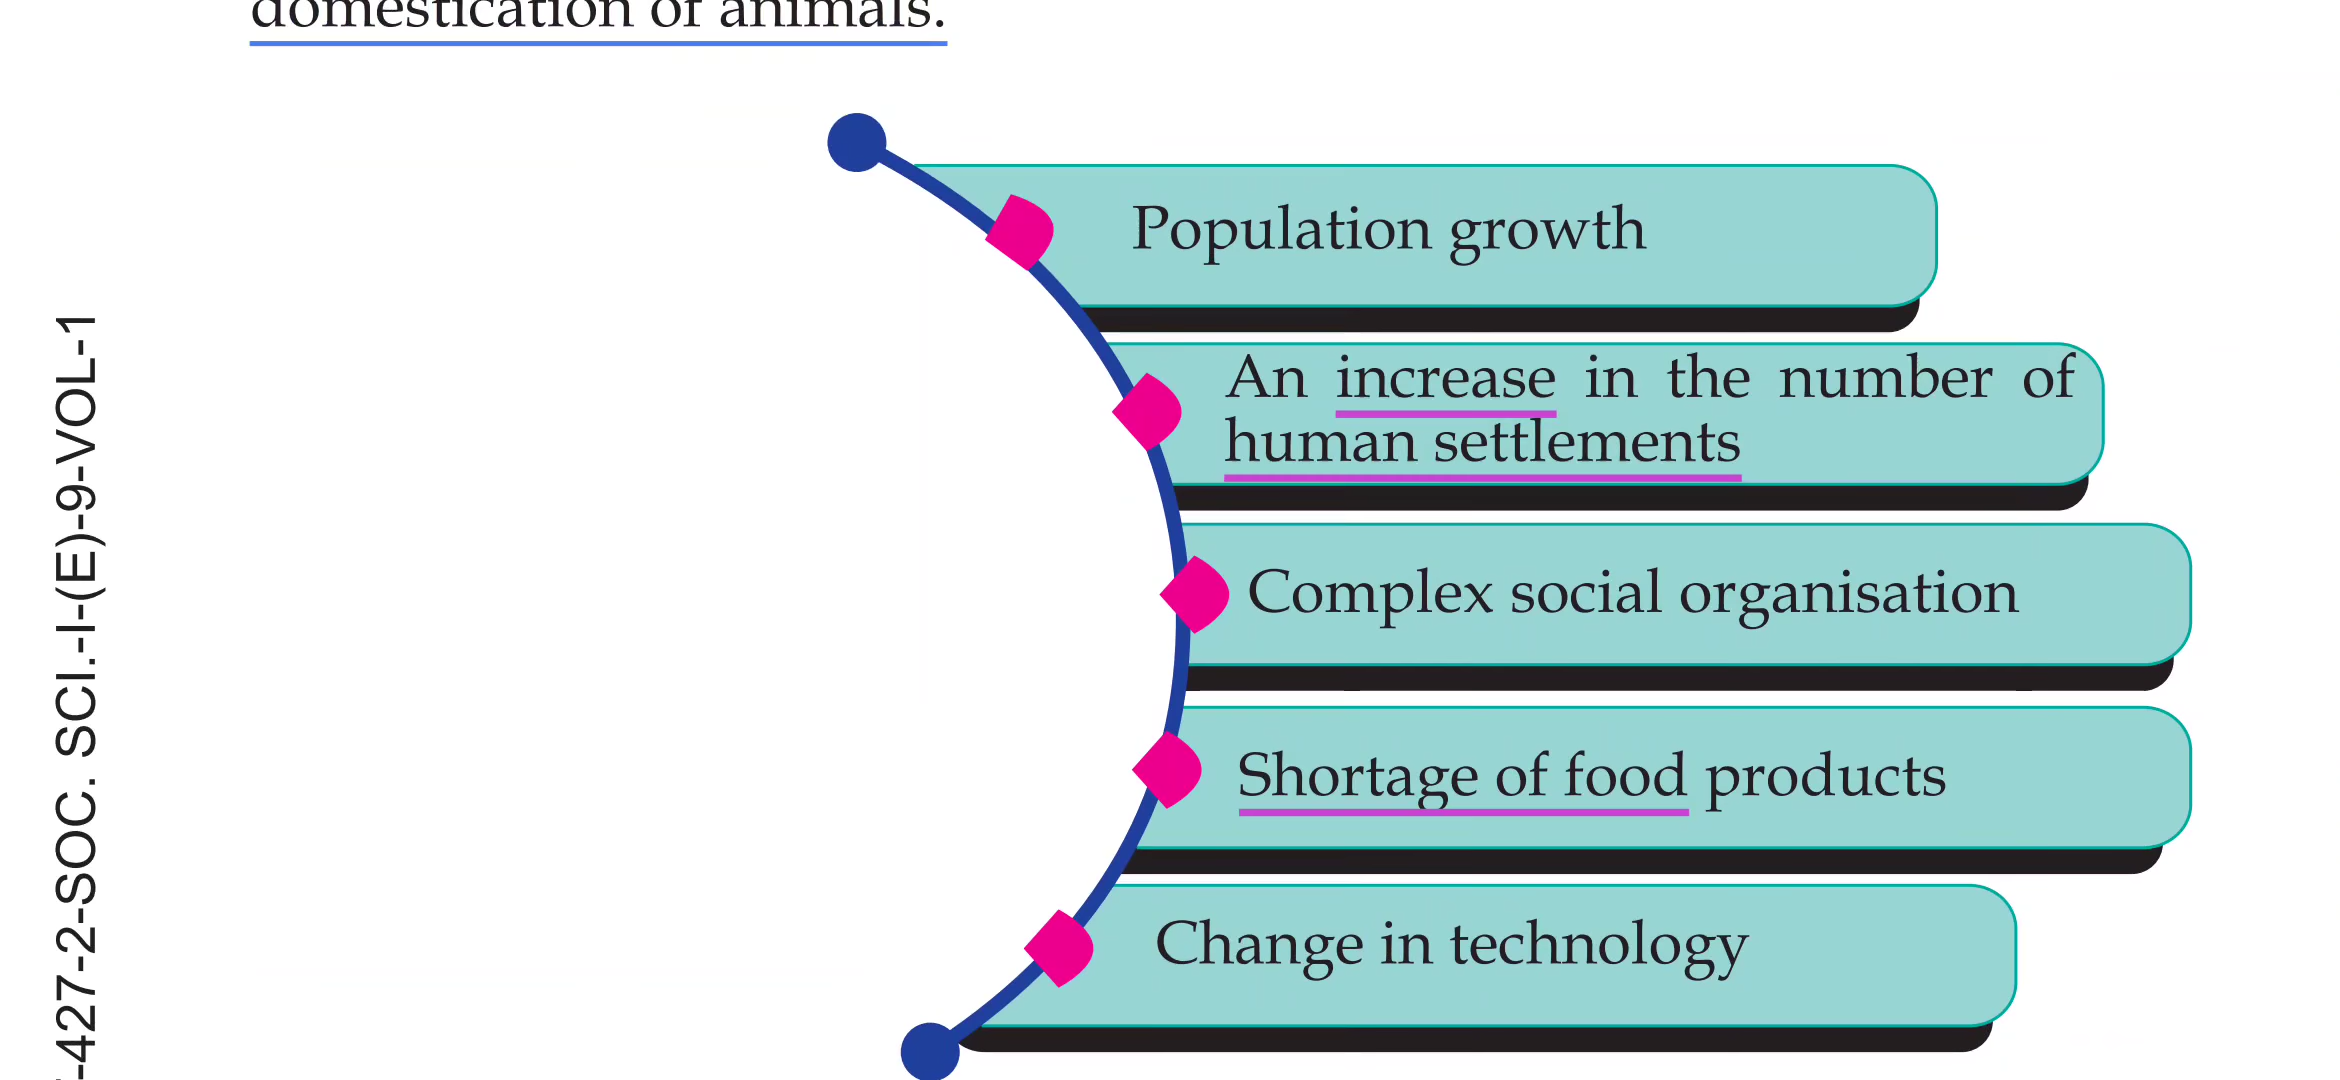 domestication of animals.
Population growth
An increase in the number of
human settlements
Complex social organisation
Shortage of food products
Change in technology
-427-2-SOC. SCI.-I-(E)-9-VOL-1